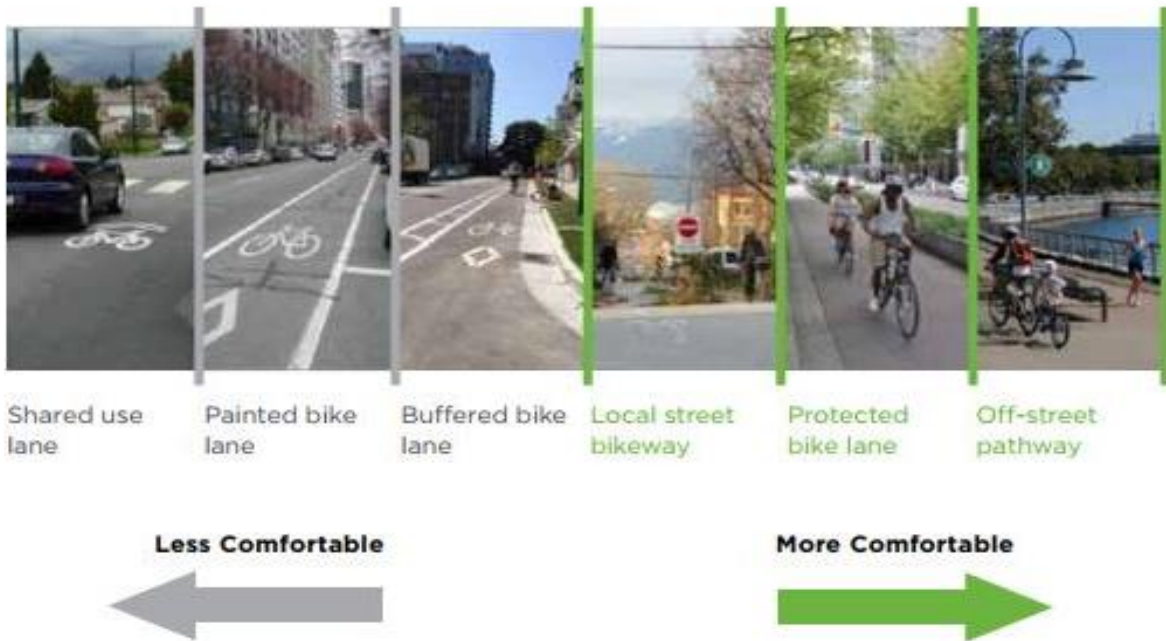 Shared use
lane
Painted bike
lane
Buffered bike
lane
Local street
bikeway
Protected
bike lane
Off-street
pathway
Less Comfortable
More Comfortable